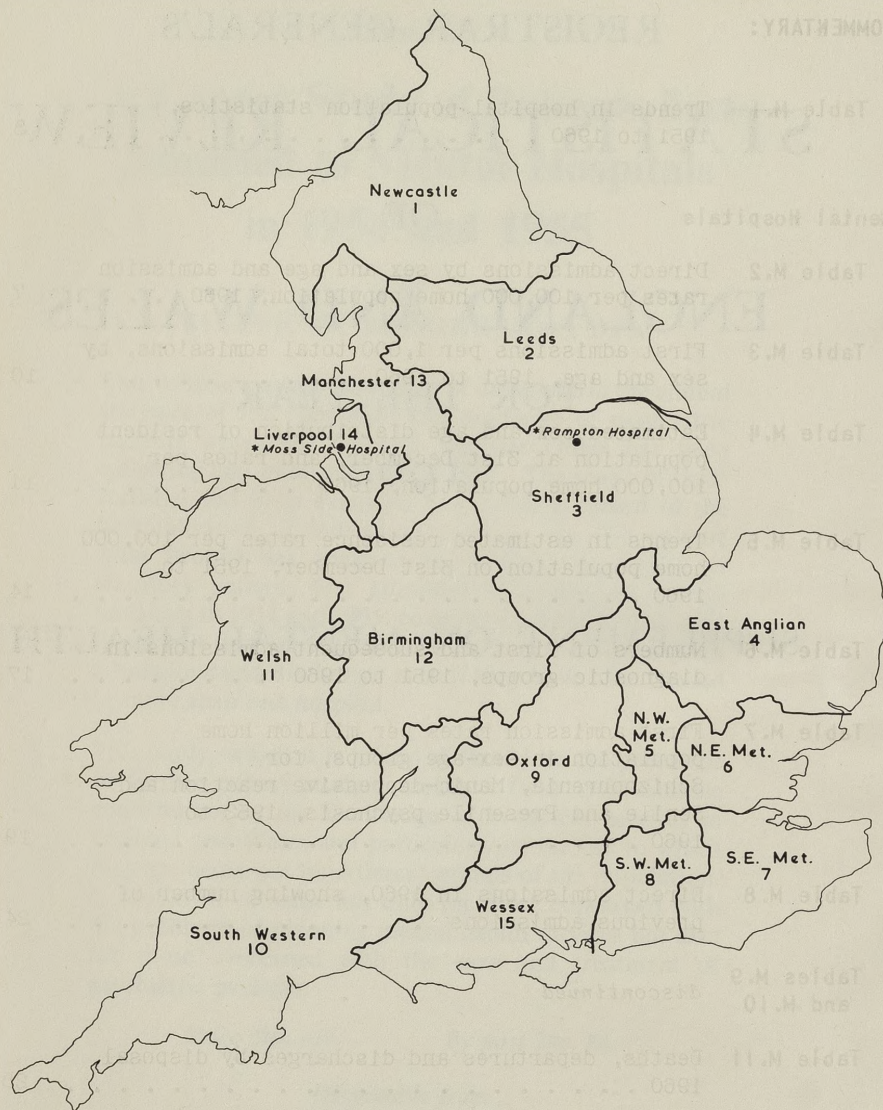 Newcastle
1
Leeds
2
Manchester 13
Liverpool 14
* Moss Side Hospital
* Rampton Hospital
Sheffield
3
East Anglian
4
Birmingham
12
Welsh
11
N.W.
Met.
5
N.E. Met.
6
Oxford
9
S.W. Met.
8
S.E. Met.
7
Wessex
15
South Western
10